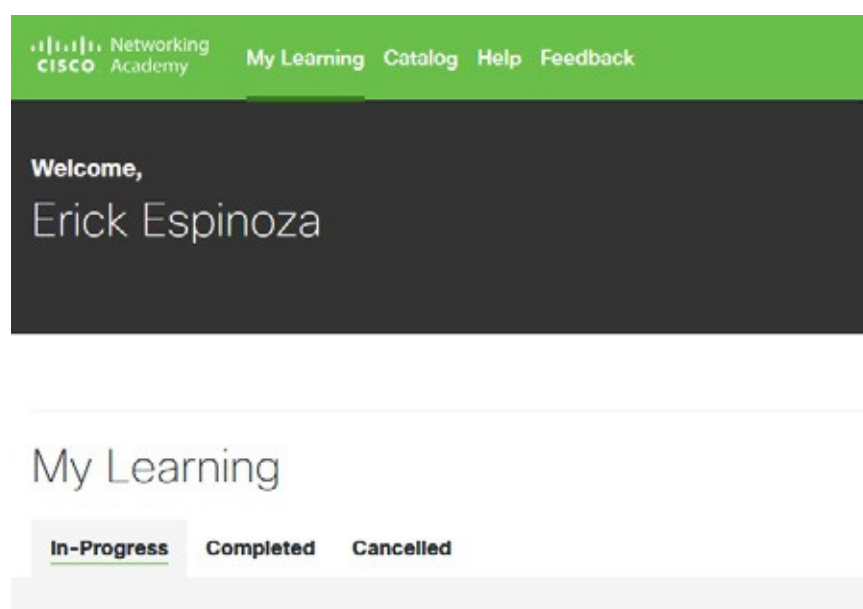 Networking
CISCO Academy
My Learning Catalog Help Feedback
Welcome,
Erick Espinoza
My Learning
In-Progress Completed Cancelled